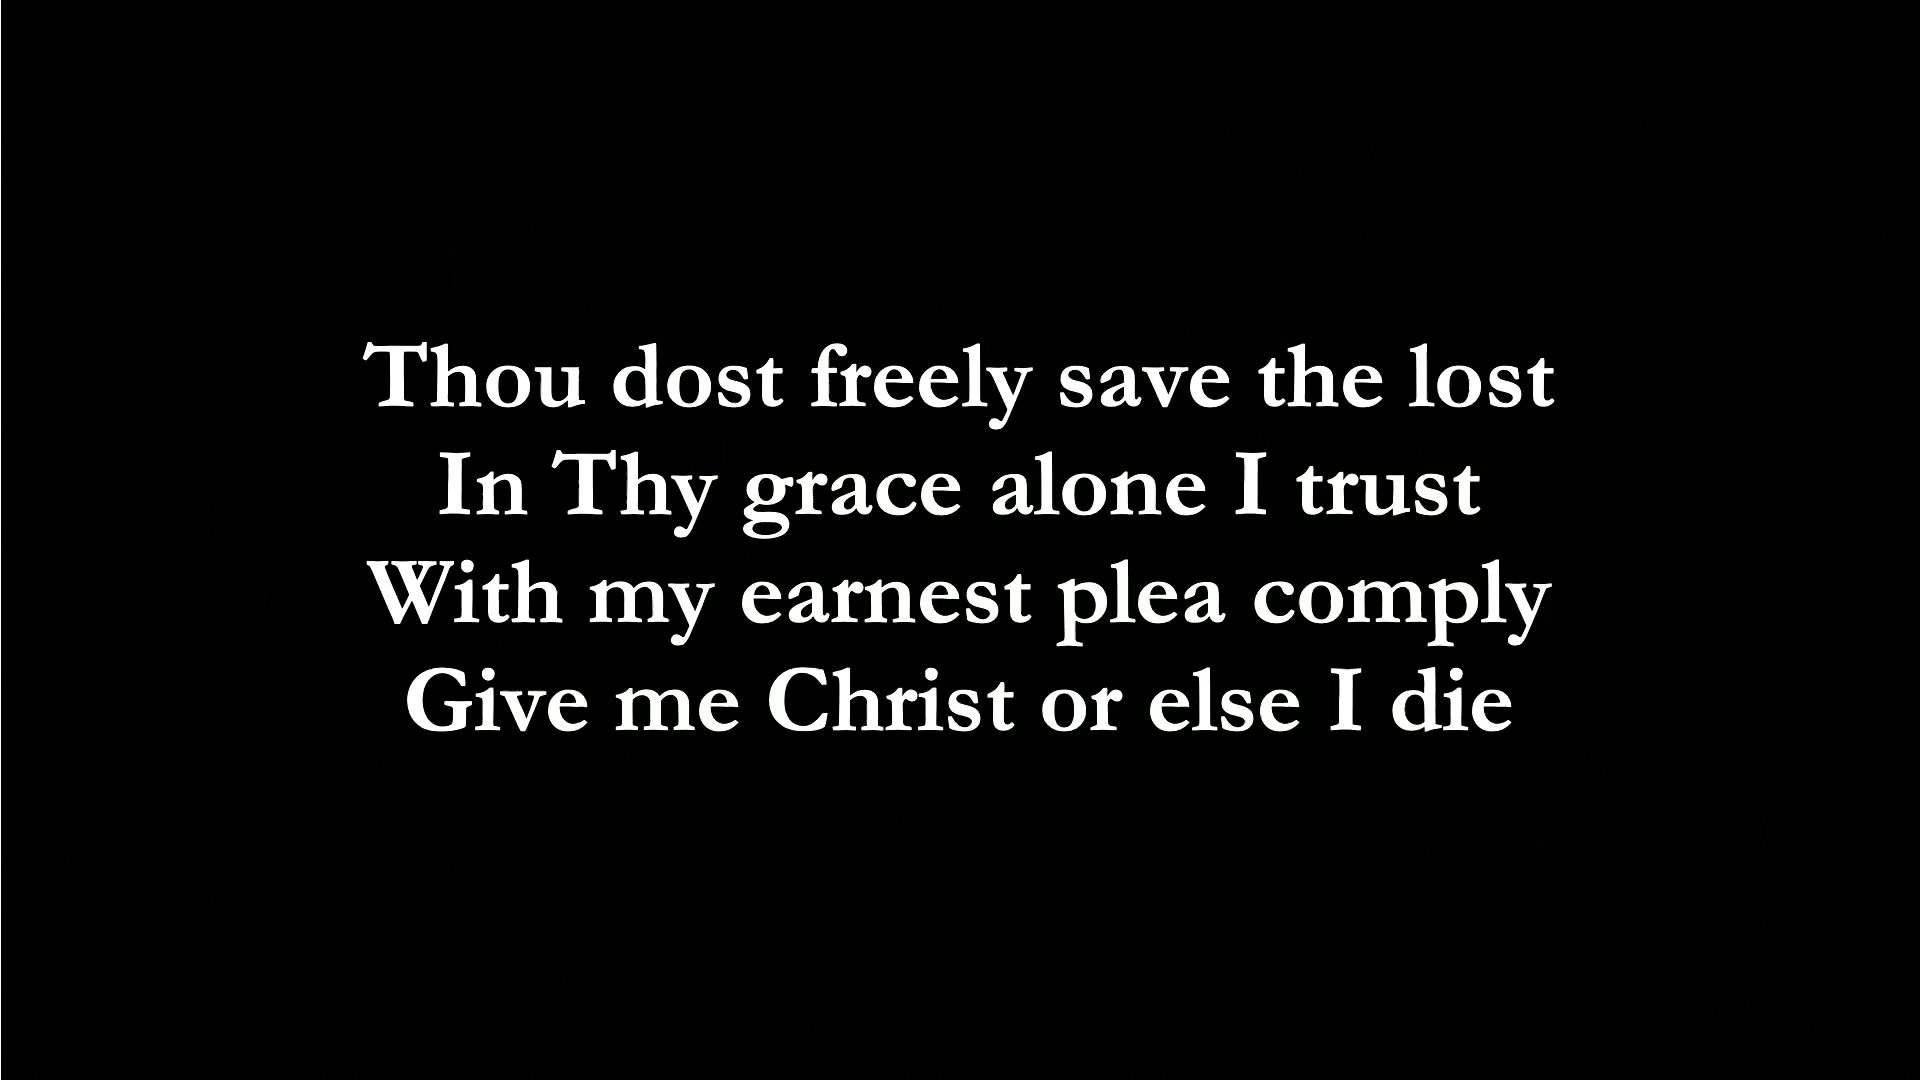 Thou dost freely save the lost
In Thy grace alone I trust
With my earnest plea comply
Give me Christ or else I die